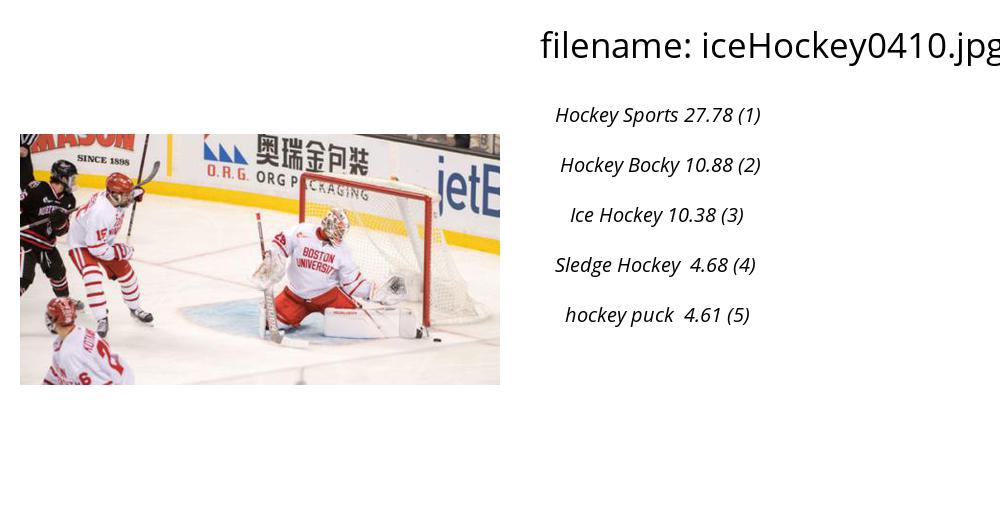 filename: iceHockey0410.jpg
Hockey Sports 27.78 (1)
Hockey Bocky 10.88 (2)
Ice Hockey 10.38 (3)
Sledge Hockey 4.68 (4)
hockey puck 4.61 (5)
MASON
SINCE 1898
O.R.G.
奥瑞金包装
ORG PACKAGING
jetB
15
BOSTON
UNIVERSITY
6